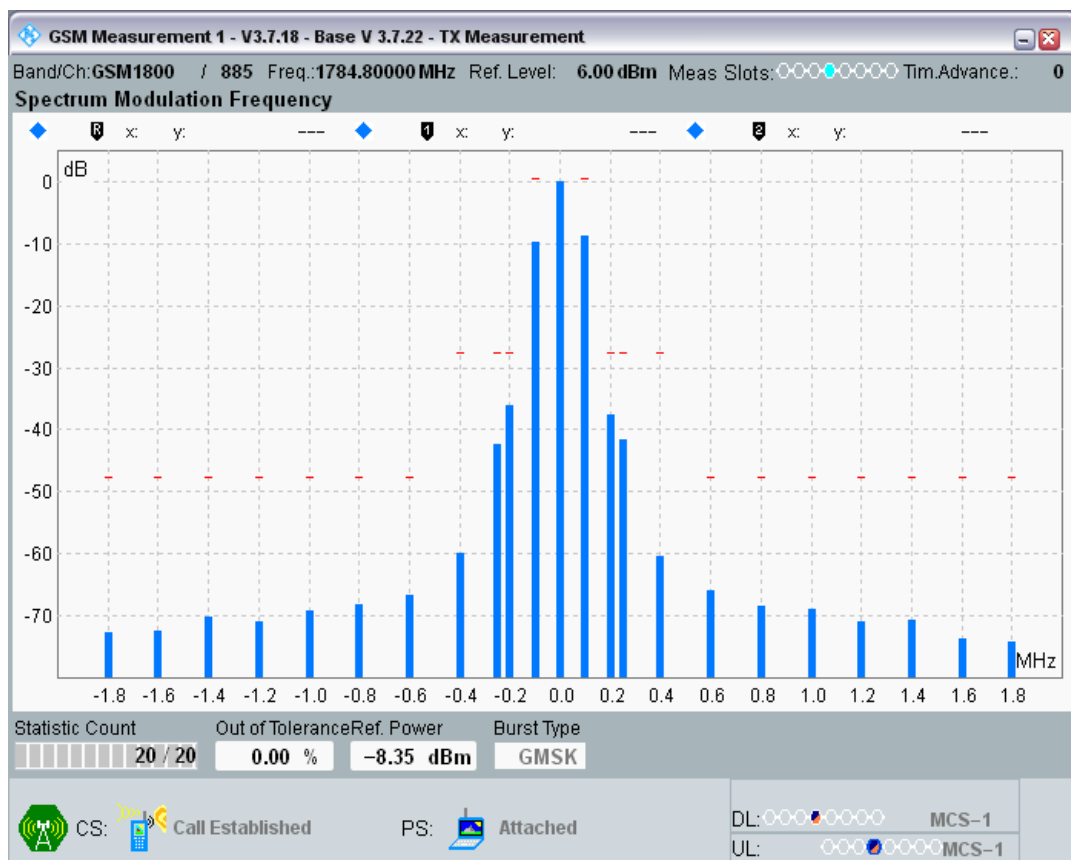 GSM Measurement 1 - V3.7.18 - Base V 3.7.22 - TX Measurement
Band/Ch:GSM1800 / 885 Freq.:1784.80000 MHz Ref. Level: 6.00 dBm Meas Slots: Tim.Advance.: 0
Spectrum Modulation Frequency
R x: y: --- 1 x: y: --- 2 x: y: ---
dB
0
-10
-20
-30
-40
-50
-60
-70
MHz
-1.8 -1.6 -1.4 -1.2 -1.0 -0.8 -0.6 -0.4 -0.2 0.0 0.2 0.4 0.6 0.8 1.0 1.2 1.4 1.6 1.8
Statistic Count Out of Tolerance Ref. Power Burst Type
20 / 20 0.00 % −8.35 dBm GMSK
CS: Call Established PS: Attached DL: MCS−1
UL: MCS−1